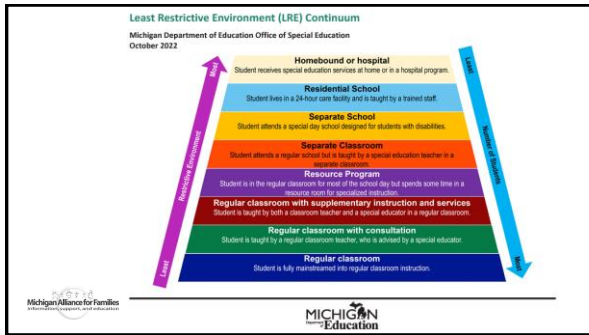 Least Restrictive Environment (LRE) Continuum
Michigan Department of Education Office of Special Education
October 2022
Most
Restrictive Environment
Least
Homebound or hospital
Student receives special education services at home or in a hospital program.
Residential School
Student lives in a 24-hour care facility and is taught by a trained staff.
Separate School
Student attends a special day school designed for students with disabilities.
Separate Classroom
Student attends a regular school but is taught by a special education teacher in a
separate classroom.
Resource Program
Student is in the regular classroom for most of the school day but spends some time in a
resource room for specialized instruction.
Regular classroom with supplementary instruction and services
Student is taught by both a classroom teacher and a special educator in a regular classroom.
Regular classroom with consultation
Student is taught by a regular classroom teacher, who is advised by a special educator.
Regular classroom
Student is fully mainstreamed into regular classroom instruction.
Least
Number of Students
Most
Michigan Alliance for Families
information, support, and education
MICHIGAN
Department of Education